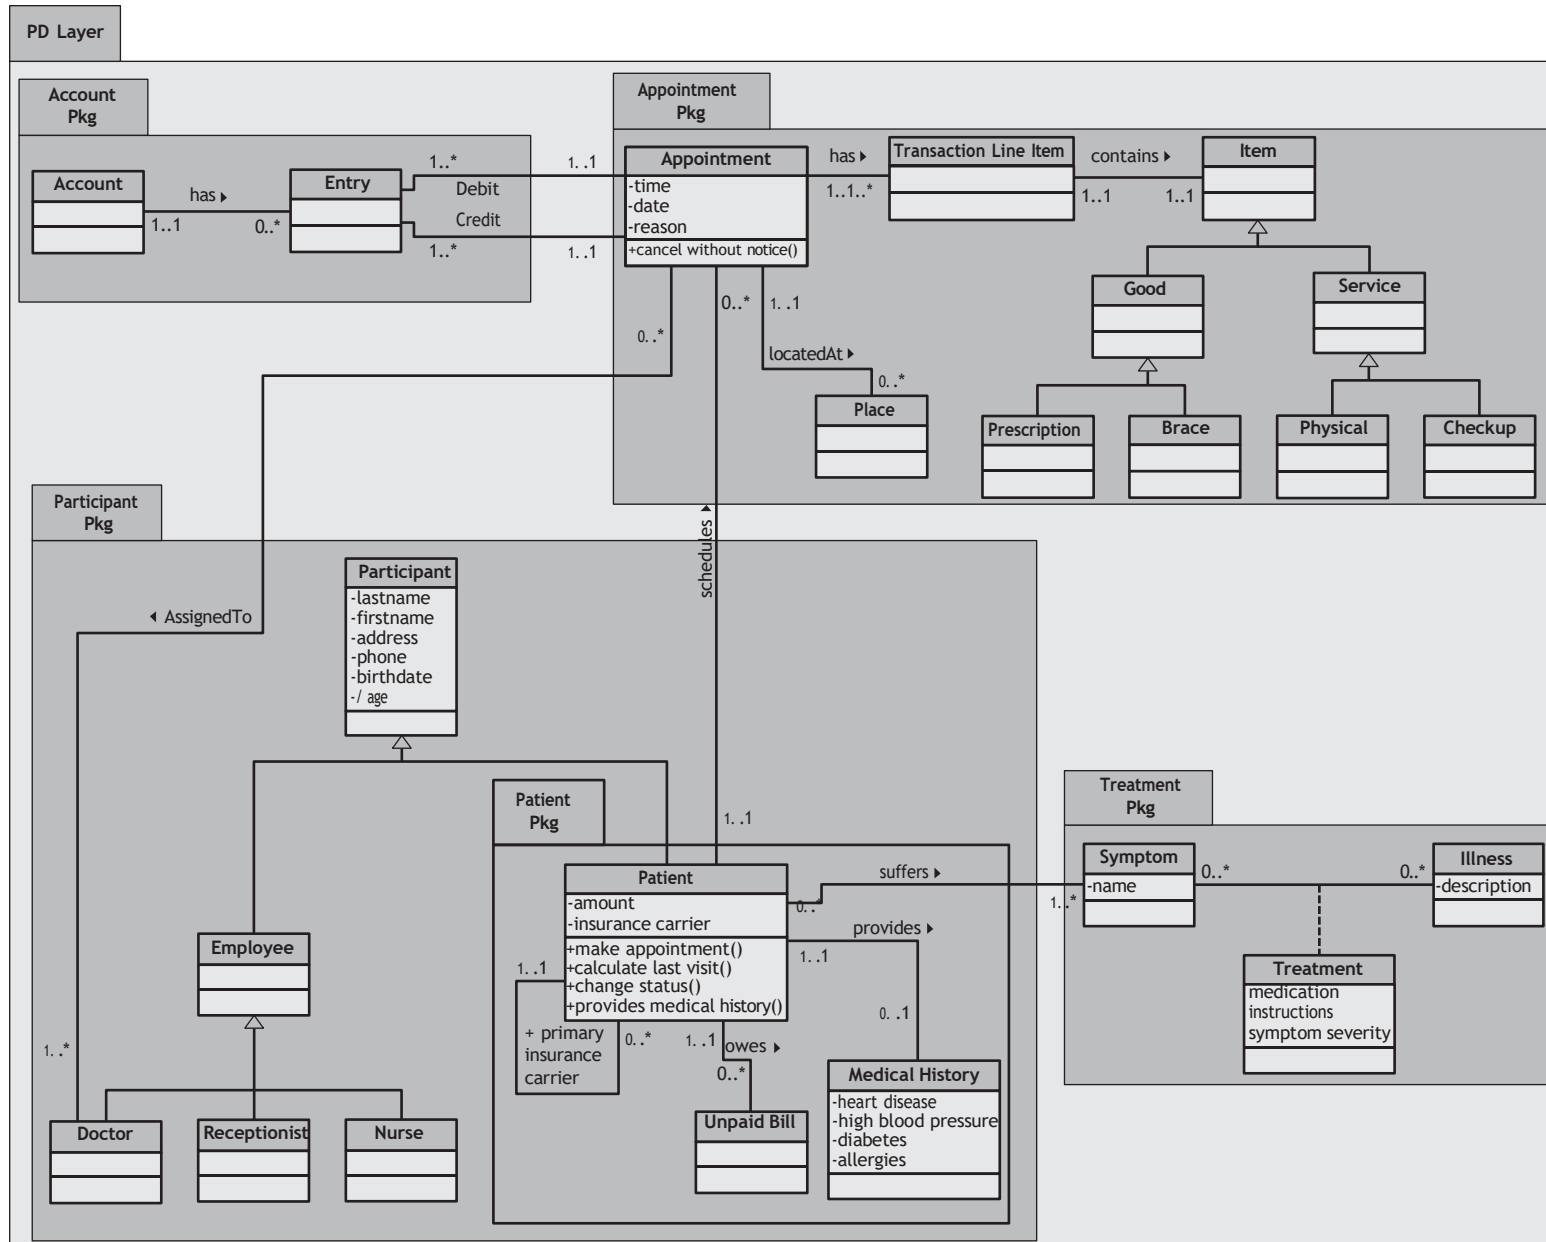 PD Layer
Account
Pkg
Account
has ▸
1..1
0..*
Entry
1..*
Debit
Credit
1..*
1..1
1..1
Appointment
Pkg
Appointment
-time
-date
-reason
+cancel without notice()
has ▸
1..1..*
Transaction Line Item
contains ▸
1..1
1..1
Item
Good
Service
Prescription
Brace
Physical
Checkup
0..*
0..*
1..1
locatedAt ▸
0..*
Place
schedules ▸
Participant
Pkg
◂ AssignedTo
Participant
-lastname
-firstname
-address
-phone
-birthdate
-/ age
Employee
1..*
Doctor
Receptionist
Nurse
Patient
Pkg
1..1
Patient
-amount
-insurance carrier
+make appointment()
+calculate last visit()
+change status()
+provides medical history()
1..1
+ primary
insurance
carrier
0..*
1..1
owes ▸
0..*
Unpaid Bill
suffers ▸
0..*
1..*
provides ▸
1..1
0..1
Medical History
-heart disease
-high blood pressure
-diabetes
-allergies
Treatment
Pkg
Symptom
-name
0..*
0..*
Illness
-description
Treatment
medication
instructions
symptom severity